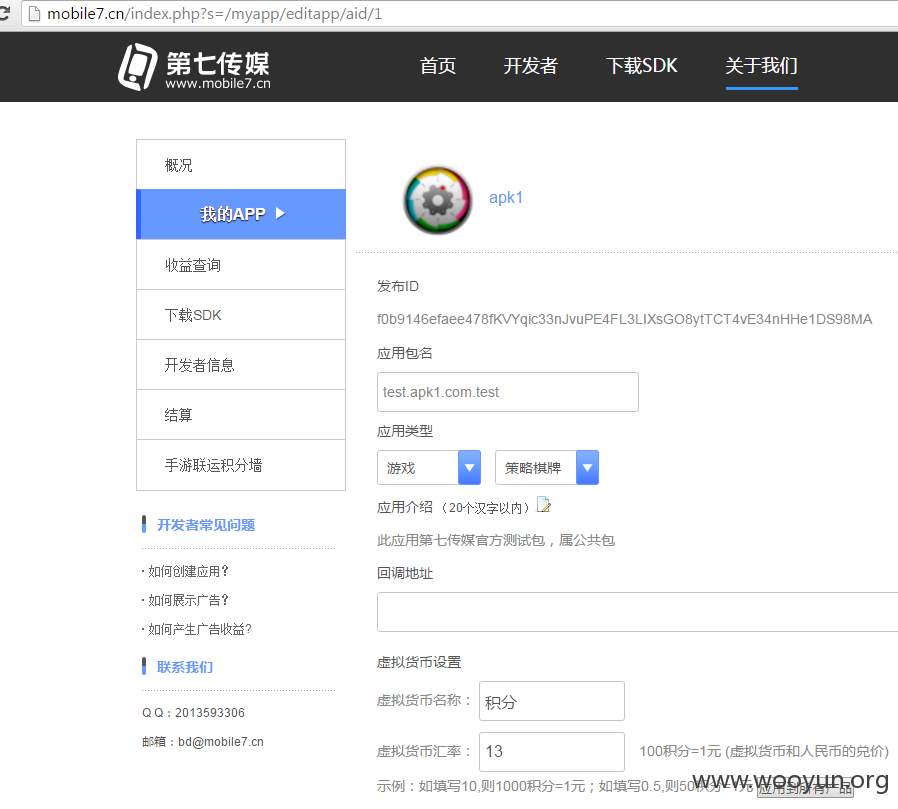 mobile7.cn/index.php?s=/myapp/editapp/aid/1
第七传媒
www.mobile7.cn
首页 开发者 下载SDK 关于我们
概况
我的APP
收益查询
下载SDK
开发者信息
结算
手游联运积分墙
开发者常见问题
· 如何创建应用?
· 如何展示广告?
· 如何产生广告收益?
联系我们
Q Q：2013593306
邮箱：bd@mobile7.cn
apk1
发布ID
f0b9146efaee478fKVYqic33nJvuPE4FL3LIXsGO8ytTCT4vE34nHHe1DS98MA
应用包名
test.apk1.com.test
应用类型
游戏 策略棋牌
应用介绍（20个汉字以内）
此应用第七传媒官方测试包，属公共包
回调地址
虚拟货币设置
虚拟货币名称： 积分
虚拟货币汇率： 13 100积分=1元 (虚拟货币和人民币的兑价)
示例：如填写10,则1000积分=1元；如填写0.5,则50积分=1元 应用到所有产品
www.wooyun.org